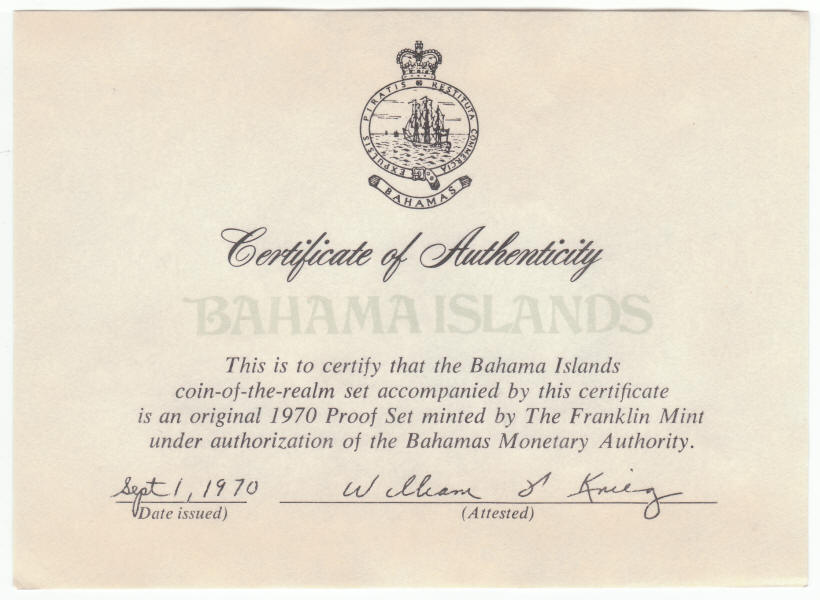 EXPULSIS PIRATIS RESTITUTA COMMERCIA
BAHAMAS
Certificate of Authenticity
BAHAMA ISLANDS
This is to certify that the Bahama Islands
coin-of-the-realm set accompanied by this certificate
is an original 1970 Proof Set minted by The Franklin Mint
under authorization of the Bahamas Monetary Authority.
Sept 1, 1970 William Krieg
(Date issued) (Attested)